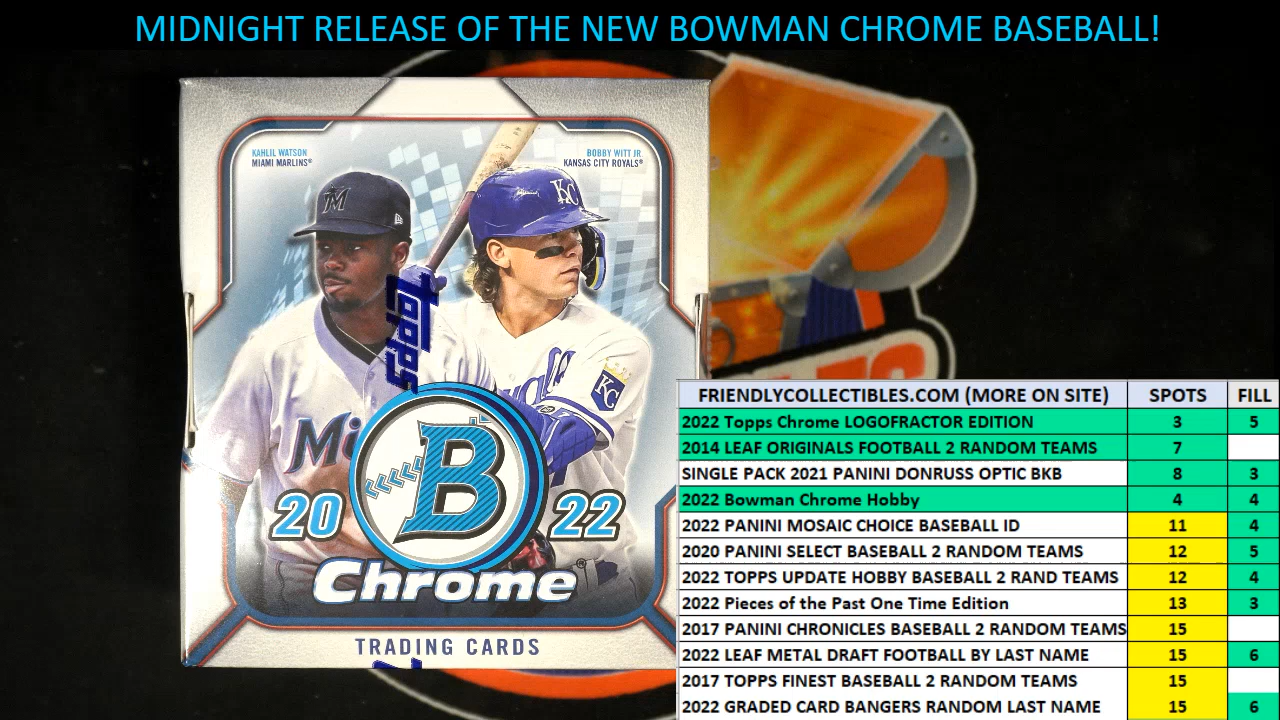 MIDNIGHT RELEASE OF THE NEW BOWMAN CHROME BASEBALL!
KAHLIL WATSON
MIAMI MARLINS®
BOBBY WITT JR.
KANSAS CITY ROYALS®
KC
M
KC
topps
Mi
B
20 22
Chrome®
TRADING CARDS
FRIENDLYCOLLECTIBLES.COM (MORE ON SITE) SPOTS FILL
2022 Topps Chrome LOGOFRACTOR EDITION 3 5
2014 LEAF ORIGINALS FOOTBALL 2 RANDOM TEAMS 7
SINGLE PACK 2021 PANINI DONRUSS OPTIC BKB 8 3
2022 Bowman Chrome Hobby 4 4
2022 PANINI MOSAIC CHOICE BASEBALL ID 11 4
2020 PANINI SELECT BASEBALL 2 RANDOM TEAMS 12 5
2022 TOPPS UPDATE HOBBY BASEBALL 2 RAND TEAMS 12 4
2022 Pieces of the Past One Time Edition 13 3
2017 PANINI CHRONICLES BASEBALL 2 RANDOM TEAMS 15
2022 LEAF METAL DRAFT FOOTBALL BY LAST NAME 15 6
2017 TOPPS FINEST BASEBALL 2 RANDOM TEAMS 15
2022 GRADED CARD BANGERS RANDOM LAST NAME 15 6